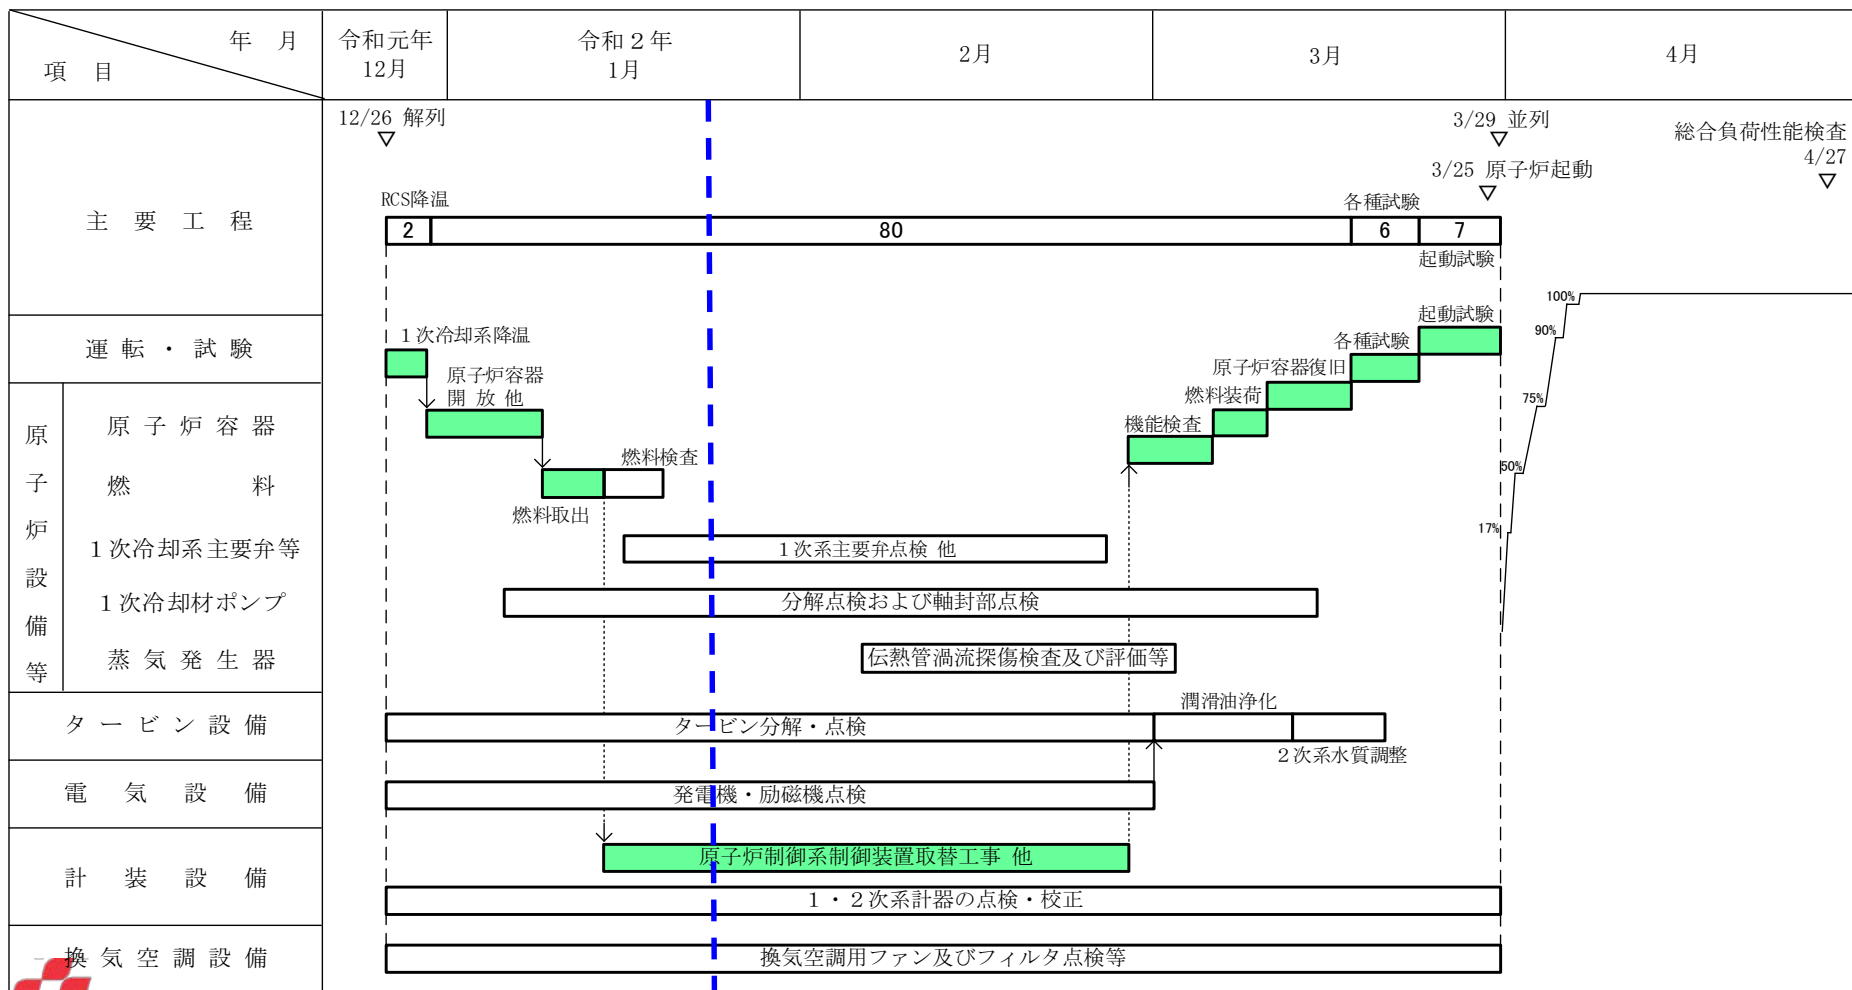 年　月
項　目
令和元年
12月
令和２年
1月
2月
3月
4月
主　要　工　程
12/26 解列
3/29 並列
3/25 原子炉起動
総合負荷性能検査
4/27
RCS降温
各種試験
2
80
6
7
起動試験
運 転 ・ 試 験
１次冷却系降温
起動試験
各種試験
原子炉容器復旧
燃料装荷
機能検査
100%
90%
75%
50%
17%
原子炉設備等
原 子 炉 容 器
原子炉容器
開 放 他
燃　　　　　料
燃料検査
燃料取出
１次冷却系主要弁等
１次系主要弁点検 他
１次冷却材ポンプ
分解点検および軸封部点検
蒸 気 発 生 器
伝熱管渦流探傷検査及び評価等
タ ー ビ ン 設 備
タービン分解・点検
潤滑油浄化
２次系水質調整
電　気　設　備
発電機・励磁機点検
計　装　設　備
原子炉制御系制御装置取替工事 他
１・２次系計器の点検・校正
換 気 空 調 設 備
換気空調用ファン及びフィルタ点検等